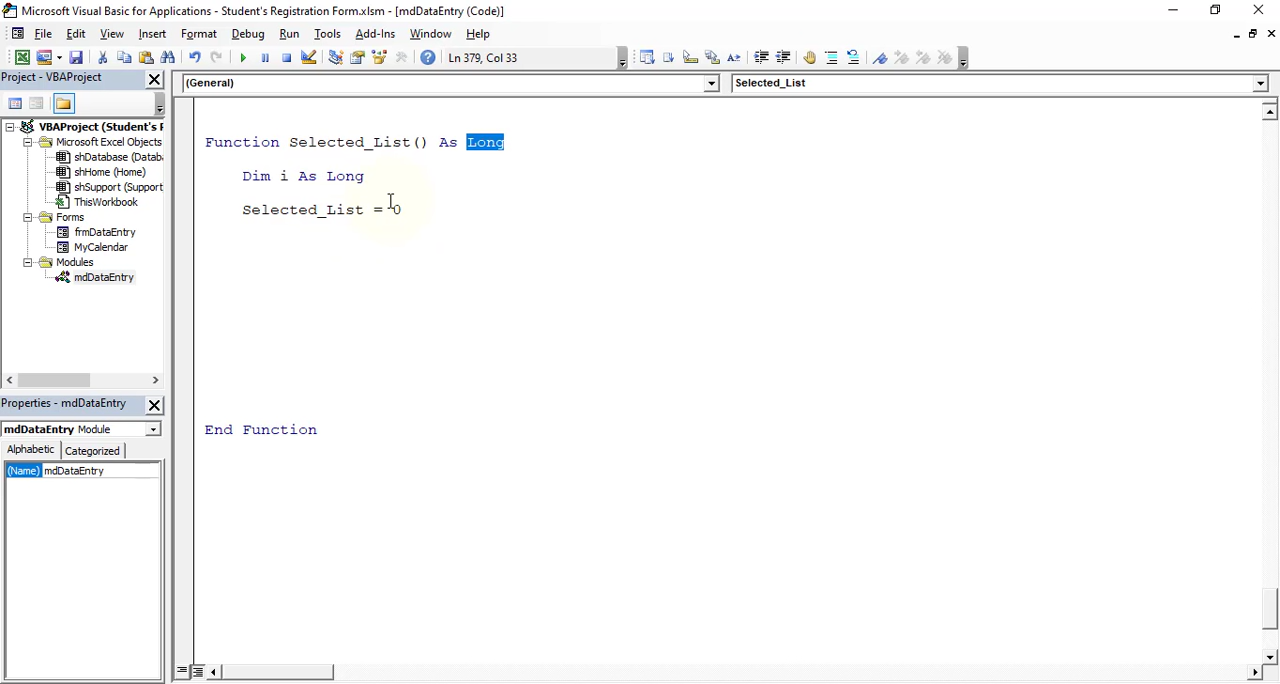 Microsoft Visual Basic for Applications - Student's Registration Form.xlsm - [mdDataEntry (Code)]
File Edit View Insert Format Debug Run Tools Add-Ins Window Help
Ln 379, Col 33
Project - VBAProject
(General)
Selected_List
VBAProject (Student's F
Microsoft Excel Objects
shDatabase (Datab
shHome (Home)
shSupport (Support
ThisWorkbook
Forms
frmDataEntry
MyCalendar
Modules
mdDataEntry
Properties - mdDataEntry
mdDataEntry Module
Alphabetic Categorized
(Name) mdDataEntry
Function Selected_List() As Long
Dim i As Long
Selected_List = 0
End Function